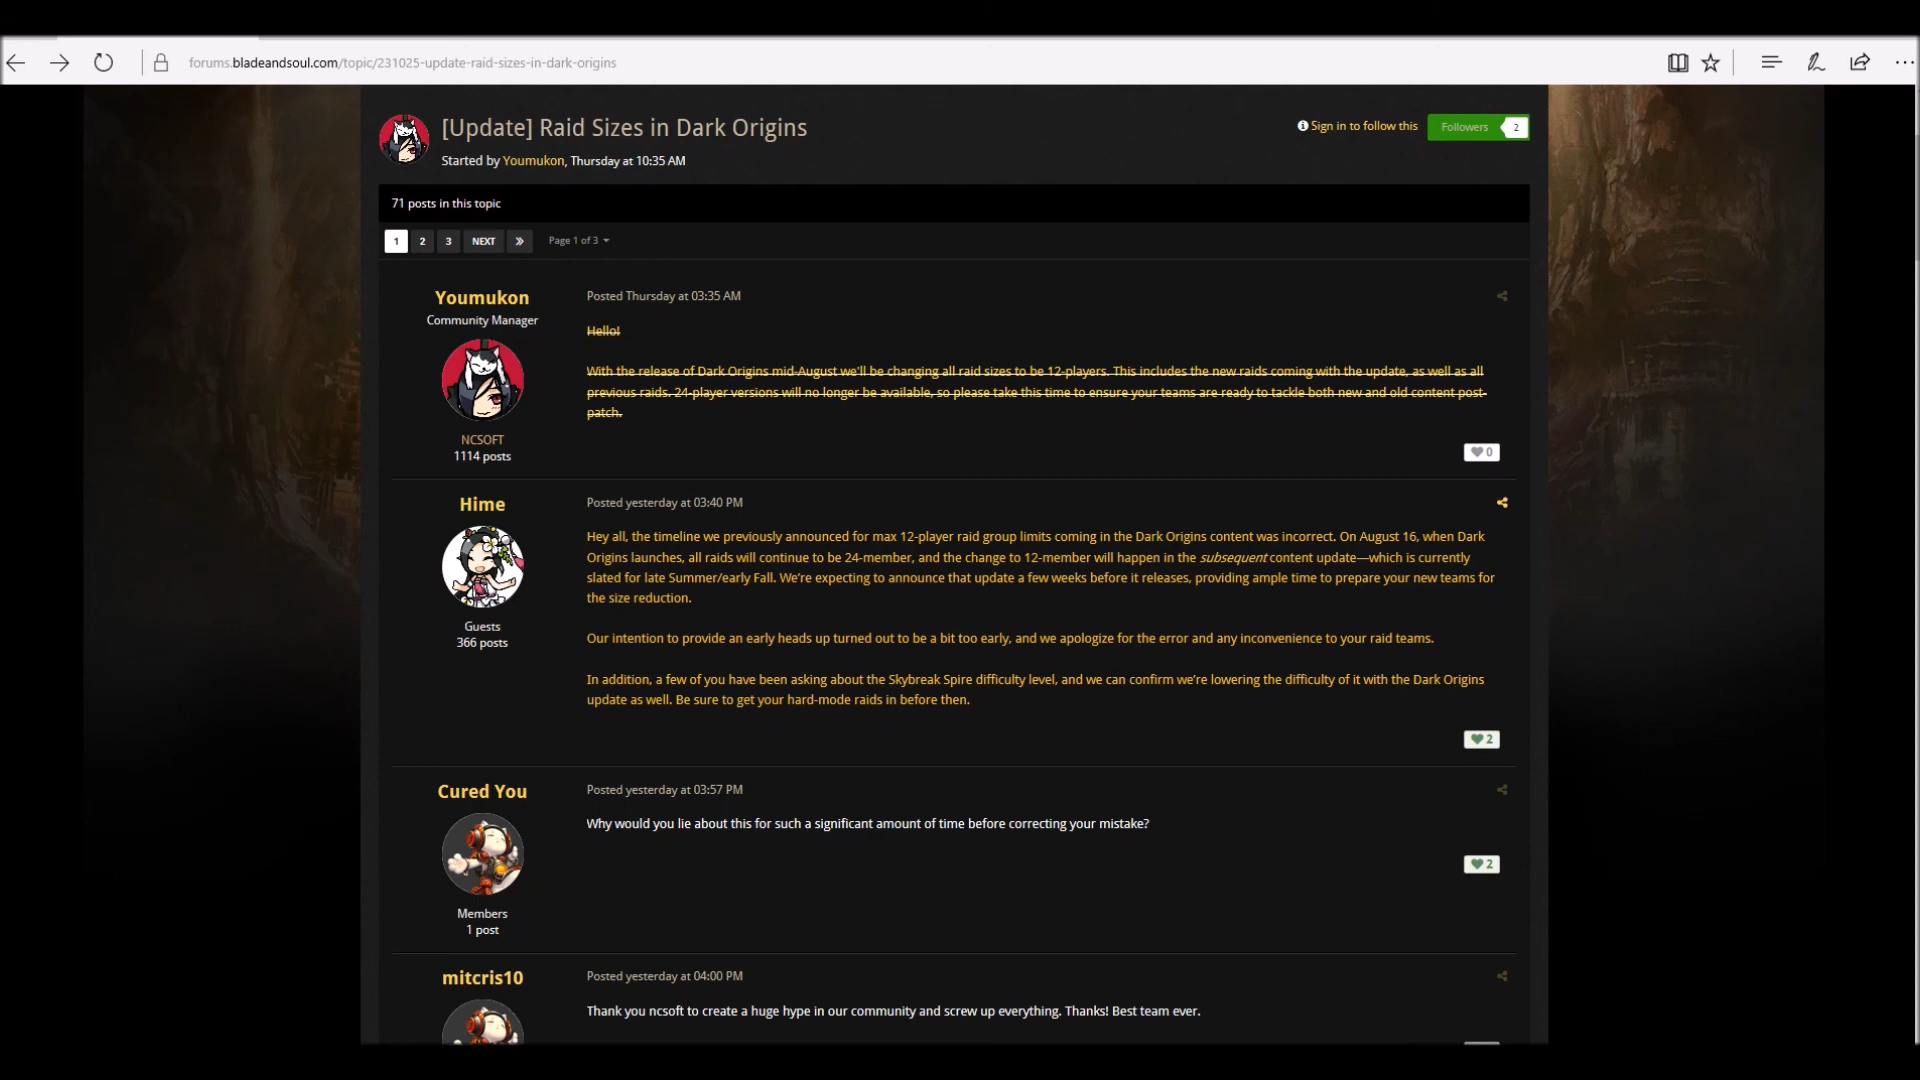 forums.bladeandsoul.com/topic/231025-update-raid-sizes-in-dark-origins
[Update] Raid Sizes in Dark Origins
Started by Youmukon, Thursday at 10:35 AM
Sign in to follow this
Followers 2
71 posts in this topic
1 2 3 NEXT » Page 1 of 3
Youmukon
Community Manager
NCSOFT
1114 posts
Posted Thursday at 03:35 AM
Hello!
With the release of Dark Origins mid-August we'll be changing all raid sizes to be 12-players. This includes the new raids coming with the update, as well as all
previous raids. 24-player versions will no longer be available, so please take this time to ensure your teams are ready to tackle both new and old content post-
patch.
0
Hime
Guests
366 posts
Posted yesterday at 03:40 PM
Hey all, the timeline we previously announced for max 12-player raid group limits coming in the Dark Origins content was incorrect. On August 16, when Dark
Origins launches, all raids will continue to be 24-member, and the change to 12-member will happen in the subsequent content update—which is currently
slated for late Summer/early Fall. We're expecting to announce that update a few weeks before it releases, providing ample time to prepare your new teams for
the size reduction.
Our intention to provide an early heads up turned out to be a bit too early, and we apologize for the error and any inconvenience to your raid teams.
In addition, a few of you have been asking about the Skybreak Spire difficulty level, and we can confirm we're lowering the difficulty of it with the Dark Origins
update as well. Be sure to get your hard-mode raids in before then.
2
Cured You
Members
1 post
Posted yesterday at 03:57 PM
Why would you lie about this for such a significant amount of time before correcting your mistake?
2
mitcris10
Posted yesterday at 04:00 PM
Thank you ncsoft to create a huge hype in our community and screw up everything. Thanks! Best team ever.